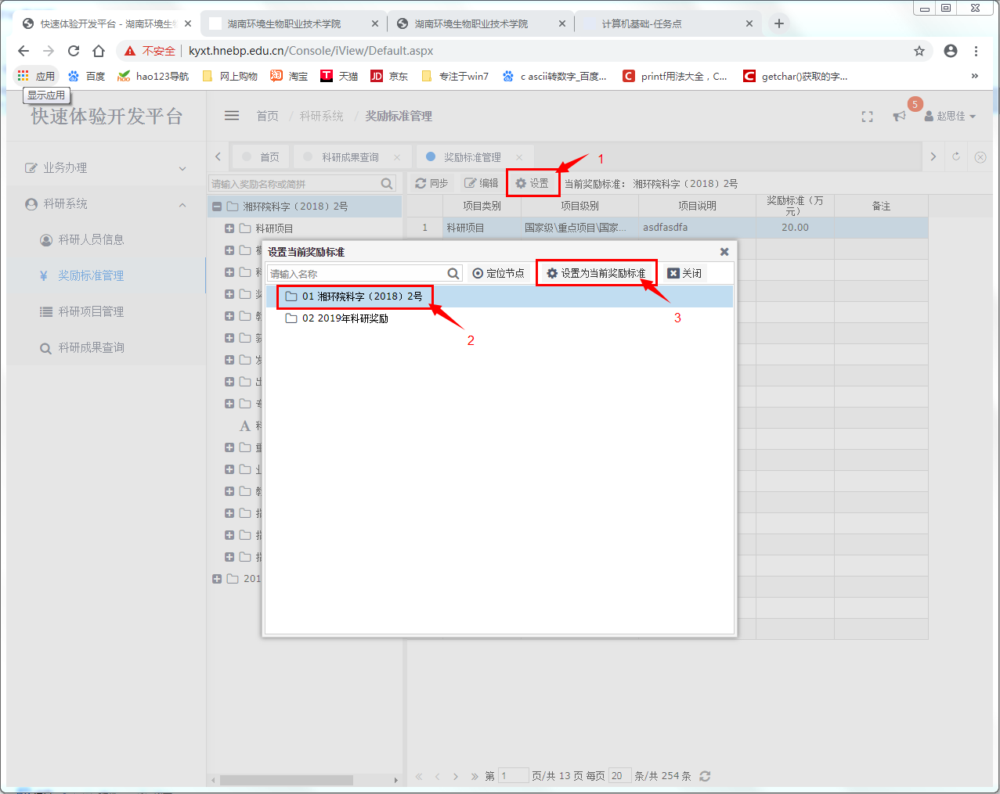 快速体验开发平台 - 湖南环境生物
湖南环境生物职业技术学院
湖南环境生物职业技术学院
计算机基础-任务点
不安全
kyxt.hnebp.edu.cn/Console/iView/Default.aspx
应用
百度
hao123导航
网上购物
淘宝
天猫
京东
专注于win7
c ascii转数字_百度...
printf用法大全，C...
getchar()获取的字...
显示应用
快速体验开发平台
首页 / 科研系统 / 奖励标准管理
5
赵思佳
业务办理
科研系统
科研人员信息
奖励标准管理
科研项目管理
科研成果查询
首页
科研成果查询
奖励标准管理
1
请输入奖励名称或简拼
同步
编辑
设置
当前奖励标准： 湘环院科字（2018）2号
湘环院科字（2018）2号
科研项目
项目类别
项目级别
项目说明
奖励标准（万元）
备注
1
科研项目
国家级\重点项目\国家...
asdfasdfa
20.00
设置当前奖励标准
请输入名称
定位节点
设置为当前奖励标准
关闭
01 湘环院科字（2018）2号
02 2019年科研奖励
2
3
A
201
第 1 页/共 13 页 每页 20 条/共 254 条